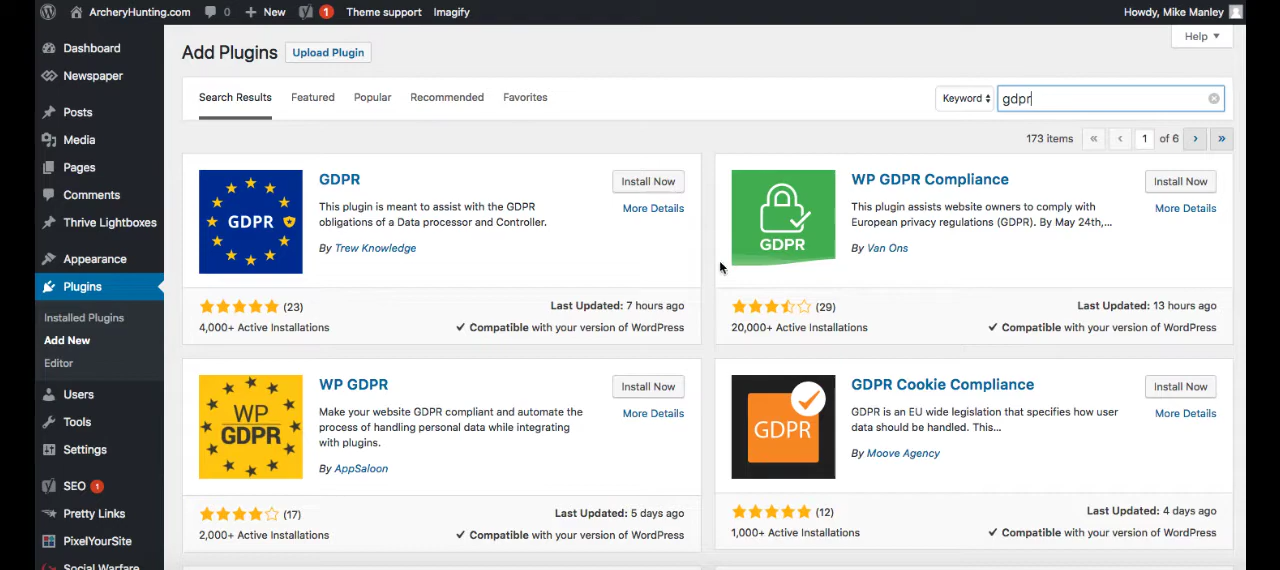 ArcheryHunting.com 0 + New 1 Theme support Imagify Howdy, Mike Manley
Help ▼
Dashboard
Newspaper
Posts
Media
Pages
Comments
Thrive Lightboxes
Appearance
Plugins
Installed Plugins
Add New
Editor
Users
Tools
Settings
SEO 1
Pretty Links
PixelYourSite
Social Warfare
Add Plugins Upload Plugin
Search Results Featured Popular Recommended Favorites Keyword gdpr
173 items « ‹ 1 of 6 › »
GDPR
GDPR
This plugin is meant to assist with the GDPR
obligations of a Data processor and Controller.
By Trew Knowledge
Install Now
More Details
(23)
4,000+ Active Installations
Last Updated: 7 hours ago
Compatible with your version of WordPress
GDPR
WP GDPR Compliance
This plugin assists website owners to comply with
European privacy regulations (GDPR). By May 24th,...
By Van Ons
Install Now
More Details
(29)
20,000+ Active Installations
Last Updated: 13 hours ago
Compatible with your version of WordPress
WP
GDPR
WP GDPR
Make your website GDPR compliant and automate the
process of handling personal data while integrating
with plugins.
By AppSaloon
Install Now
More Details
(17)
2,000+ Active Installations
Last Updated: 5 days ago
Compatible with your version of WordPress
GDPR
GDPR Cookie Compliance
GDPR is an EU wide legislation that specifies how user
data should be handled. This...
By Moove Agency
Install Now
More Details
(12)
1,000+ Active Installations
Last Updated: 4 days ago
Compatible with your version of WordPress